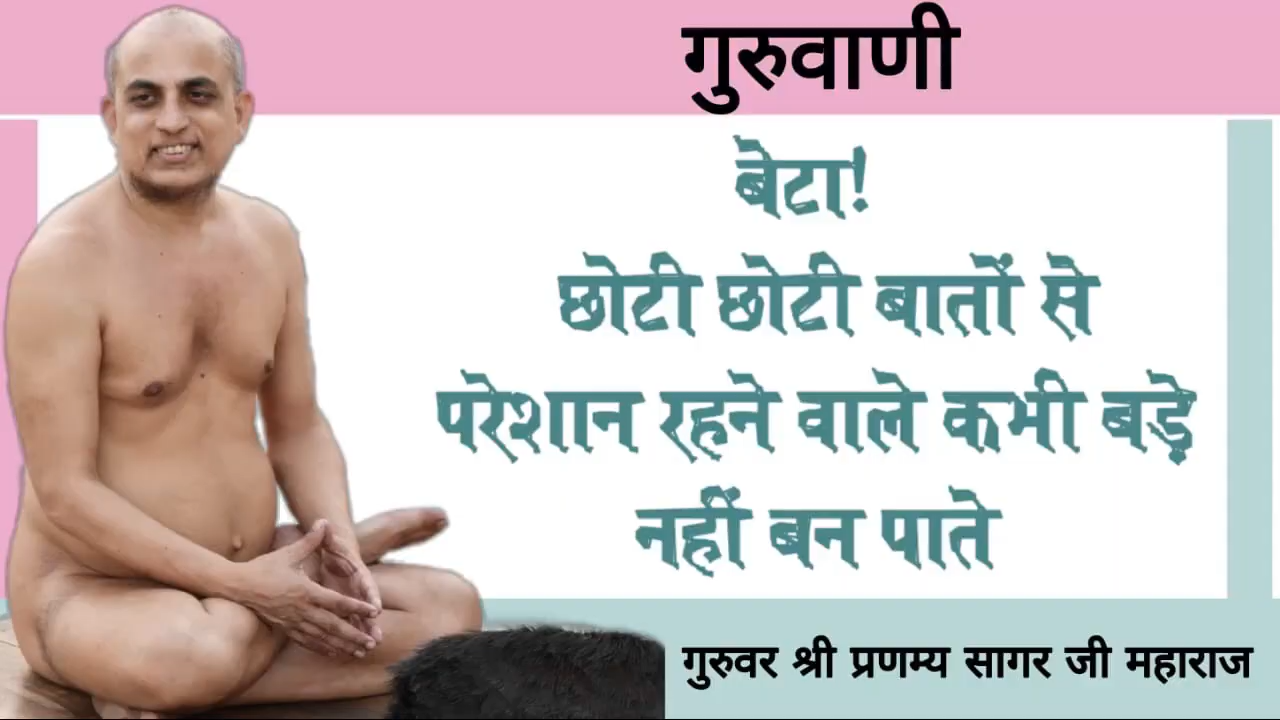 गुरुवाणी
बेटा!
छोटी छोटी बातों से
परेशान रहने वाले कभी बड़े
नहीं बन पाते
गुरुवर श्री प्रणम्य सागर जी महाराज